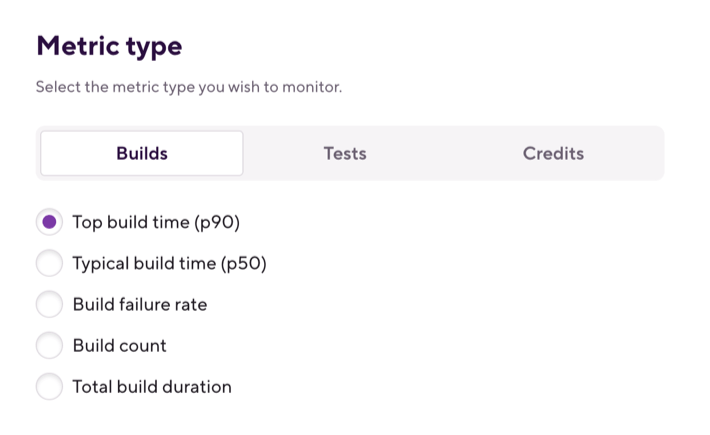 Metric type
Select the metric type you wish to monitor.
Builds Tests Credits
Top build time (p90)
Typical build time (p50)
Build failure rate
Build count
Total build duration